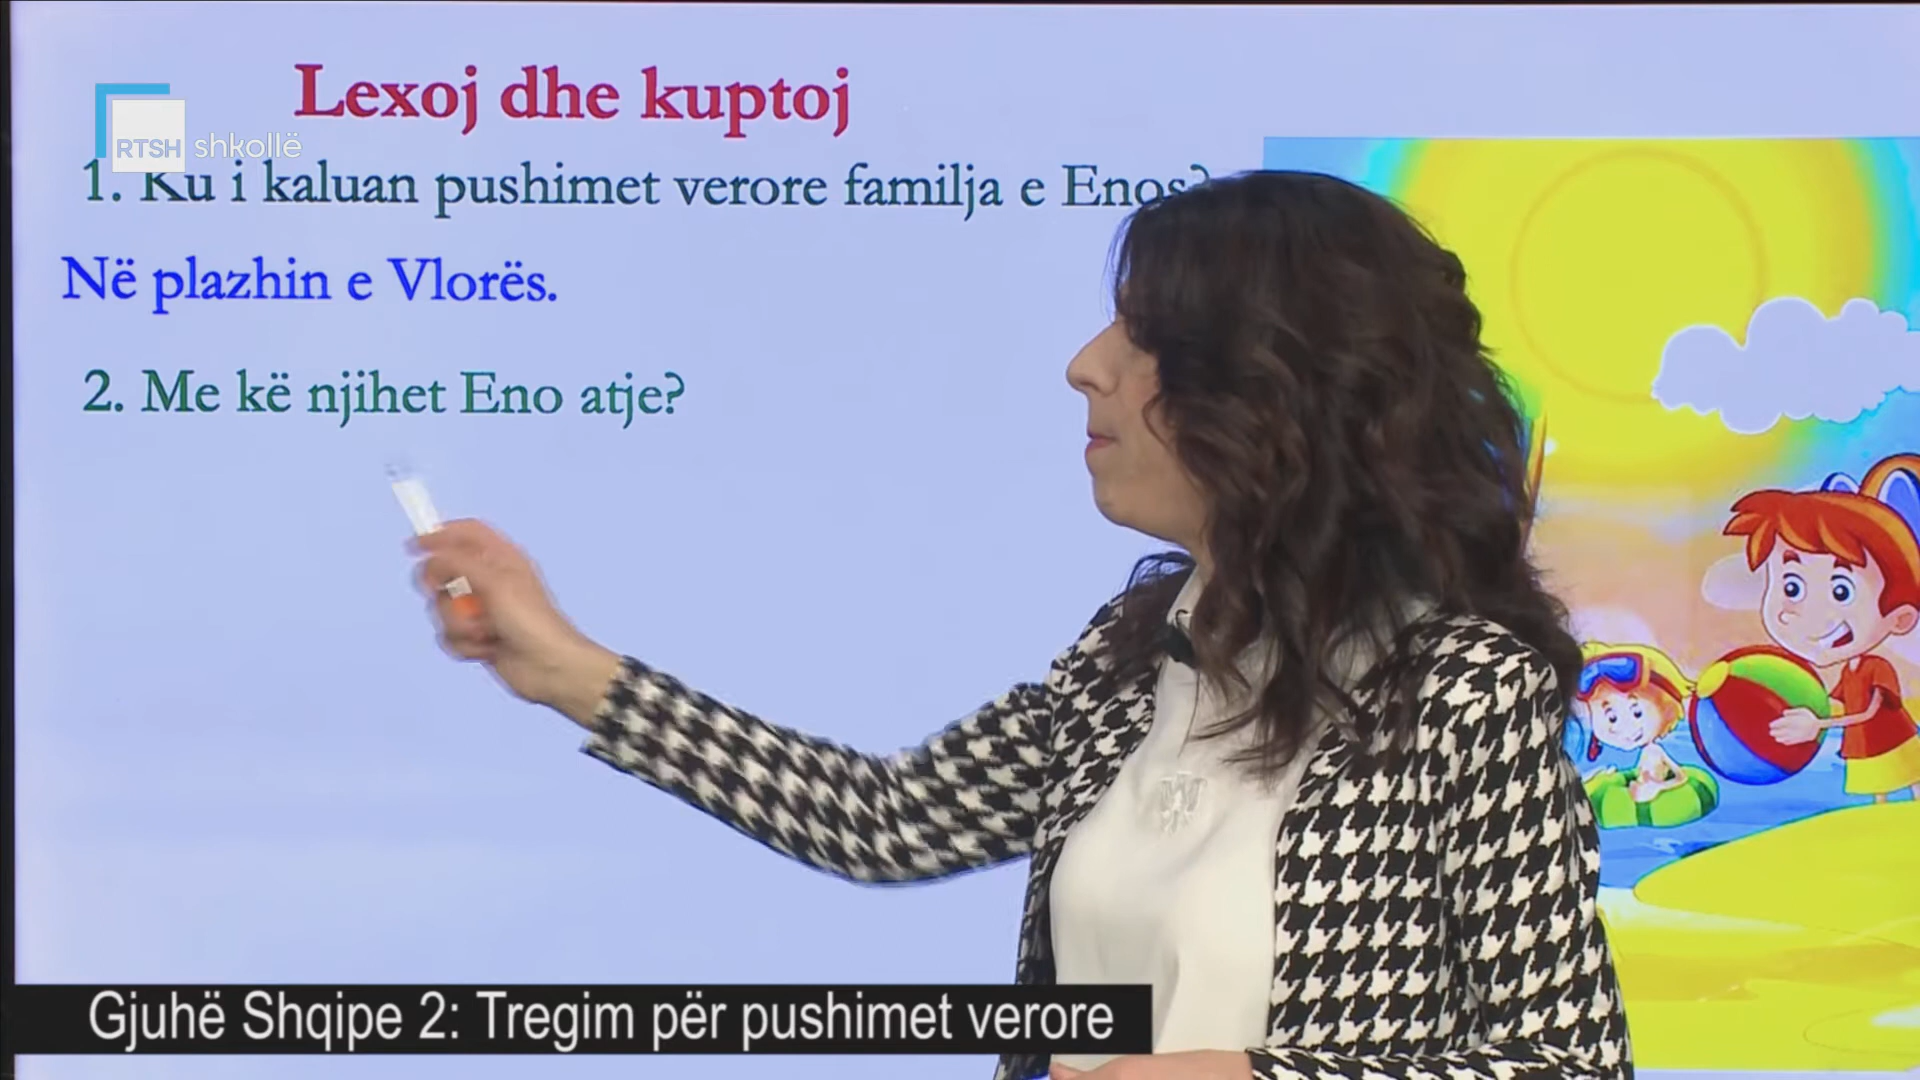 Lexoj dhe kuptoj
RTSH shkollë
1. Ku i kaluan pushimet verore familja e Enos?
Në plazhin e Vlorës.
2. Me kë njihet Eno atje?
Gjuhë Shqipe 2: Tregim për pushimet verore